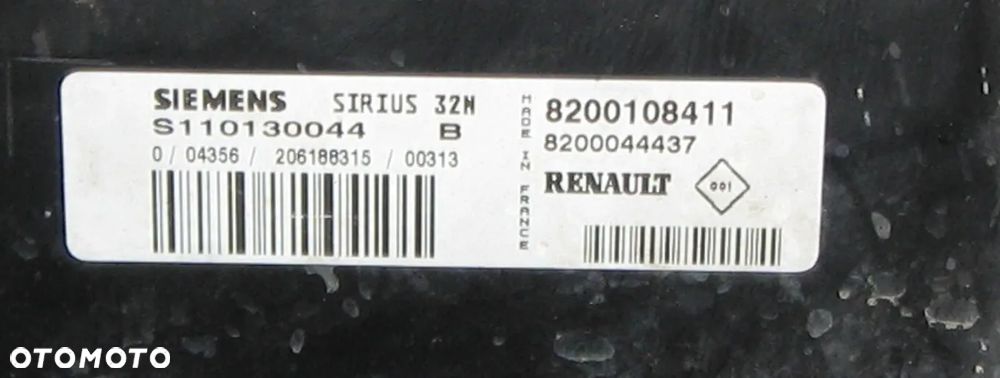 SIEMENS SIRIUS 32N
S110130044 B
0 / 04356 / 206188315 / 00313
MADE IN FRANCE
8200108411
8200044437
RENAULT 001
OTOMOTO